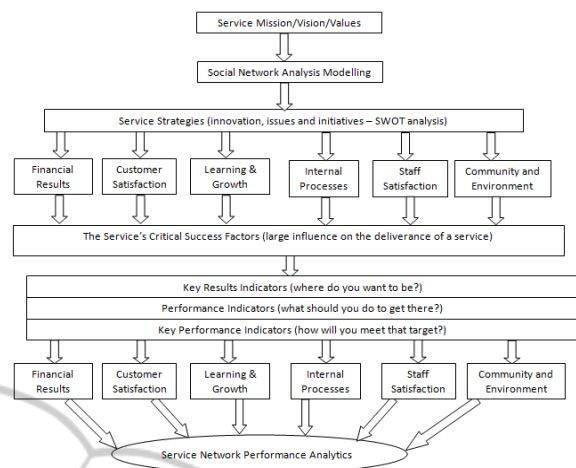 Service Mission/Vision/Values
Social Network Analysis Modelling
Service Strategies (innovation, issues and initiatives – SWOT analysis)
Financial
Results
Customer
Satisfaction
Learning &
Growth
Internal
Processes
Staff
Satisfaction
Community and
Environment
The Service's Critical Success Factors (large influence on the deliverance of a service)
Key Results Indicators (where do you want to be?)
Performance Indicators (what should you do to get there?)
Key Performance Indicators (how will you meet that target?)
Financial
Results
Customer
Satisfaction
Learning &
Growth
Internal
Processes
Staff
Satisfaction
Community and
Environment
Service Network Performance Analytics